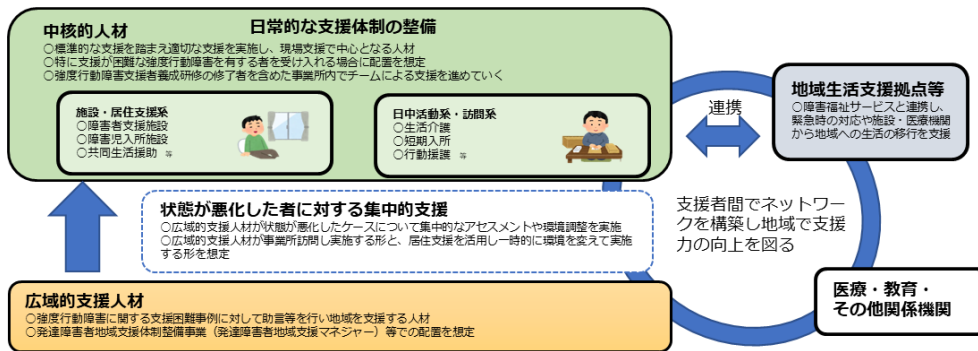 日常的な支援体制の整備
中核的人材
○標準的な支援を踏まえ適切な支援を実施し、現場支援で中心となる人材
○特に支援が困難な強度行動障害を有する者を受け入れる場合に配置を想定
○強度行動障害支援者養成研修の修了者を含めた事業所内でチームによる支援を進めていく
施設・居住支援系
○障害者支援施設
○障害児入所施設
○共同生活援助 等
日中活動系・訪問系
○生活介護
○短期入所
○行動援護 等
連携
地域生活支援拠点等
○障害福祉サービスと連携し、
緊急時の対応や施設・医療機関
から地域への生活の移行を支援
状態が悪化した者に対する集中的支援
○広域的支援人材が状態が悪化したケースについて集中的なアセスメントや環境調整を実施
○広域的支援人材が事業所訪問し実施する形と、居住支援を活用し一時的に環境を変えて実施
する形を想定
支援者間でネットワー
クを構築し地域で支援
力の向上を図る
広域的支援人材
○強度行動障害に関する支援困難事例に対して助言等を行い地域を支援する人材
○発達障害者地域支援体制整備事業（発達障害者地域支援マネジャー）等での配置を想定
医療・教育・
その他関係機関